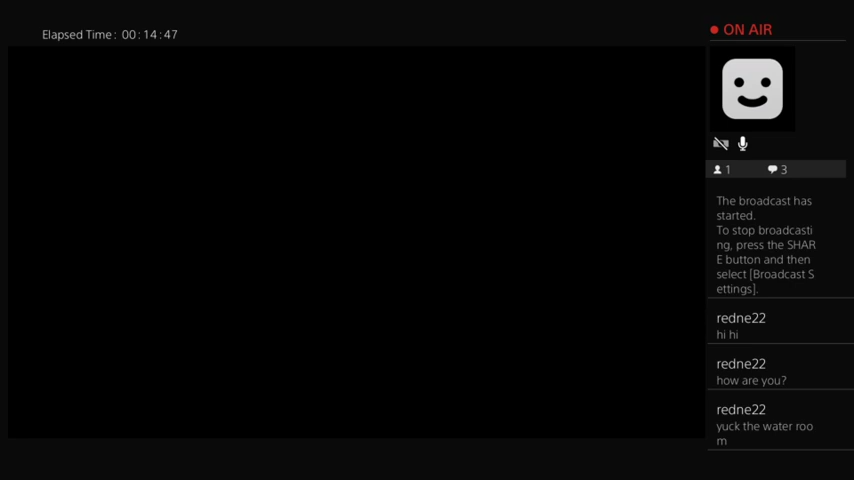 Elapsed Time: 00:14:47
ON AIR
1 3
The broadcast has
started.
To stop broadcasti
ng, press the SHAR
E button and then
select [Broadcast S
ettings].
redne22
hi hi
redne22
how are you?
redne22
yuck the water roo
m